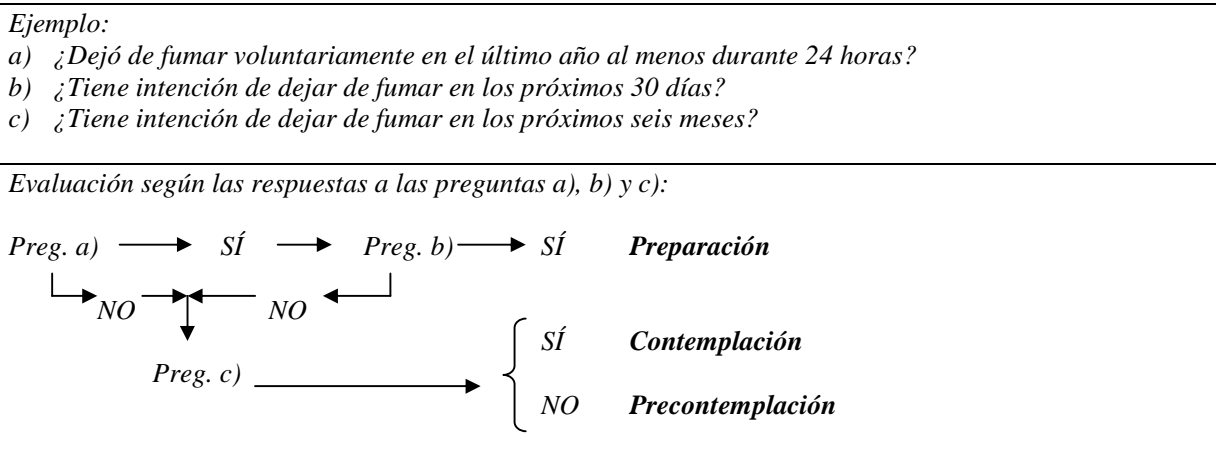 Ejemplo:
a) ¿Dejó de fumar voluntariamente en el último año al menos durante 24 horas?
b) ¿Tiene intención de dejar de fumar en los próximos 30 días?
c) ¿Tiene intención de dejar de fumar en los próximos seis meses?
Evaluación según las respuestas a las preguntas a), b) y c):
Preg. a) SÍ Preg. b) SÍ Preparación
NO NO
SÍ Contemplación
Preg. c)
NO Precontemplación